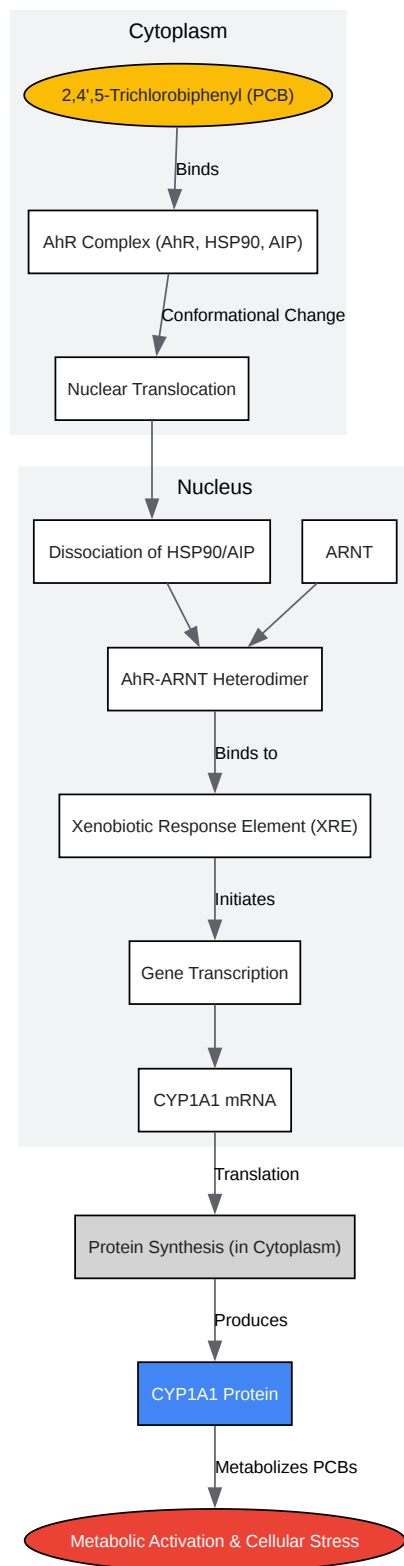 Cytoplasm
2,4',5-Trichlorobiphenyl (PCB)
Binds
AhR Complex (AhR, HSP90, AIP)
Conformational Change
Nuclear Translocation
Nucleus
Dissociation of HSP90/AIP
ARNT
AhR-ARNT Heterodimer
Binds to
Xenobiotic Response Element (XRE)
Initiates
Gene Transcription
CYP1A1 mRNA
Translation
Protein Synthesis (in Cytoplasm)
Produces
CYP1A1 Protein
Metabolizes PCBs
Metabolic Activation & Cellular Stress